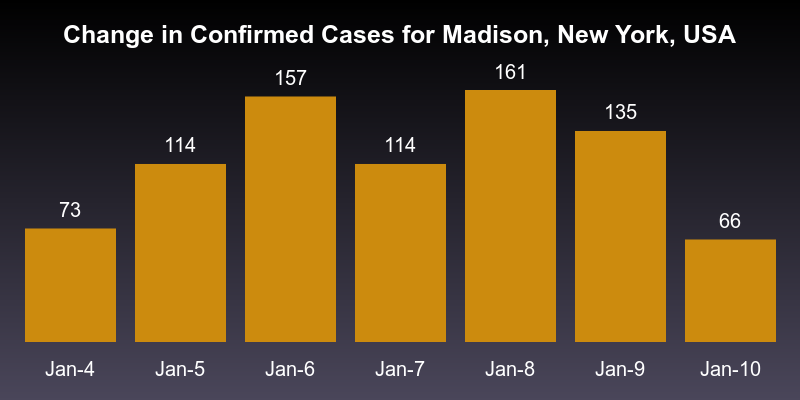 Change in Confirmed Cases for Madison, New York, USA
73
114
157
114
161
135
66
Jan-4
Jan-5
Jan-6
Jan-7
Jan-8
Jan-9
Jan-10